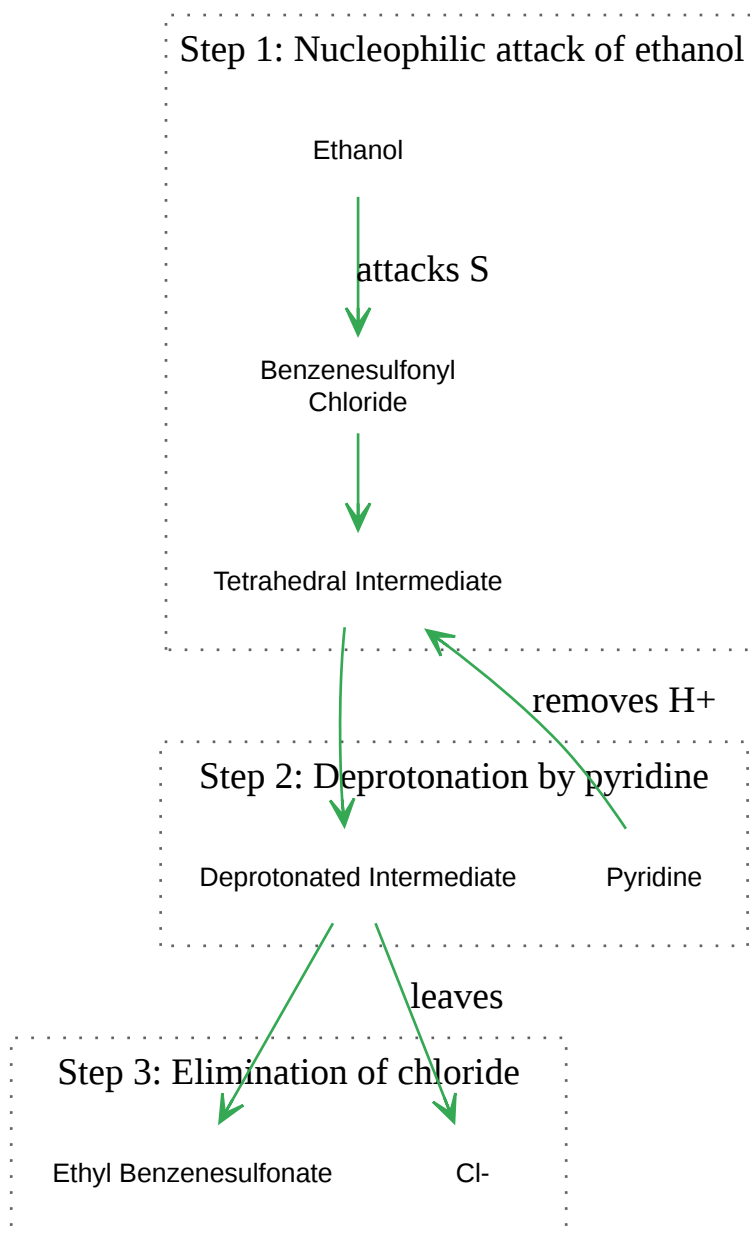 Step 1: Nucleophilic attack of ethanol
Ethanol
attacks S
Benzenesulfonyl
Chloride
Tetrahedral Intermediate
removes H+
Step 2: Deprotonation by pyridine
Deprotonated Intermediate
Pyridine
leaves
Step 3: Elimination of chloride
Ethyl Benzenesulfonate
Cl-